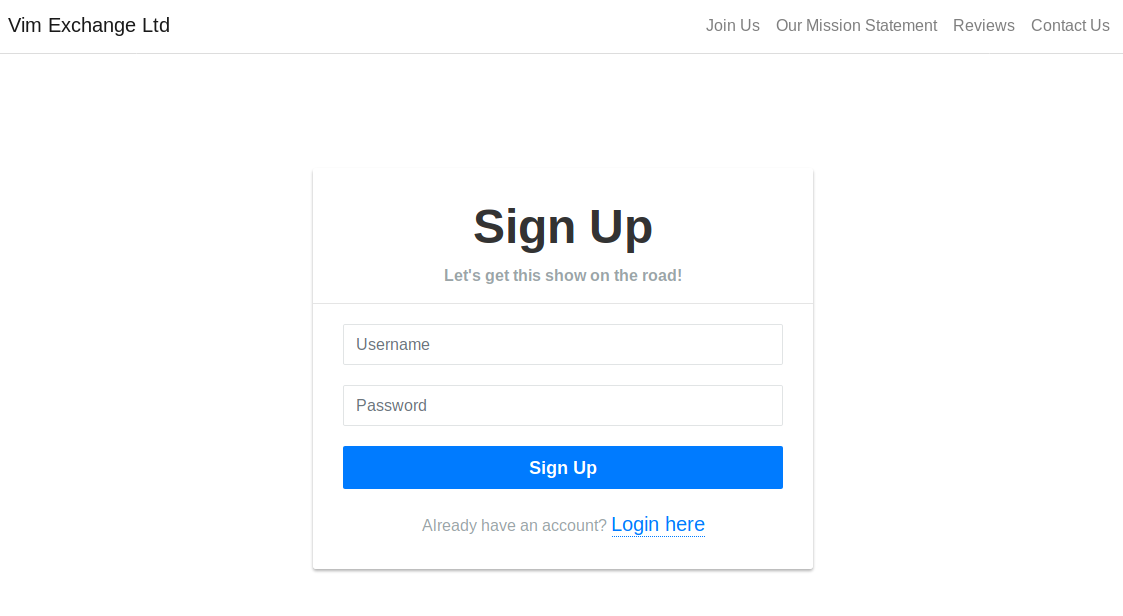 Vim Exchange Ltd
Join Us Our Mission Statement Reviews Contact Us
Sign Up
Let's get this show on the road!
Username
Password
Sign Up
Already have an account? Login here